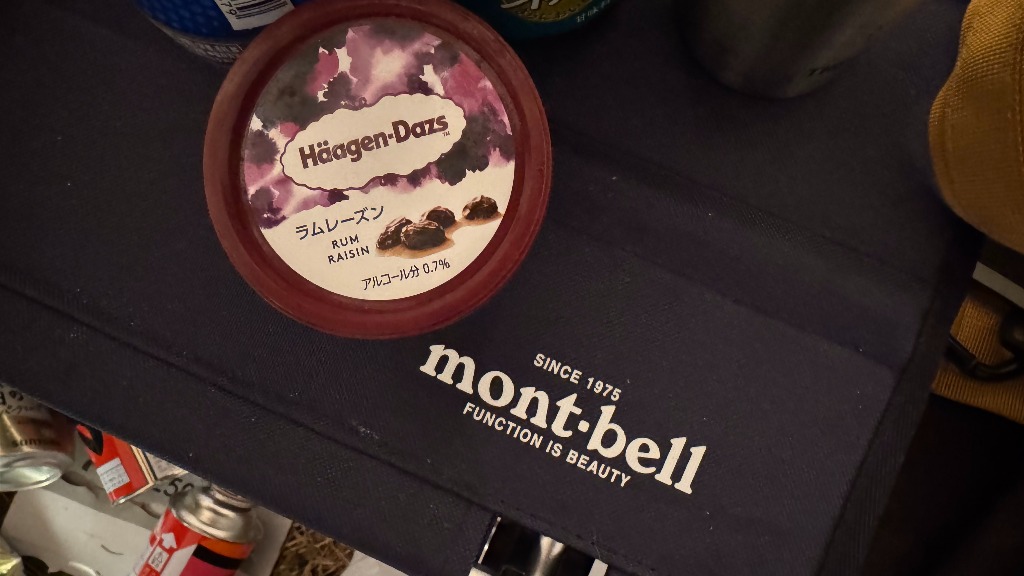 Häagen-Dazs
TM
ラムレーズン
RUM
RAISIN
アルコール分 0.7%
SINCE 1975
mont-bell
FUNCTION IS BEAUTY